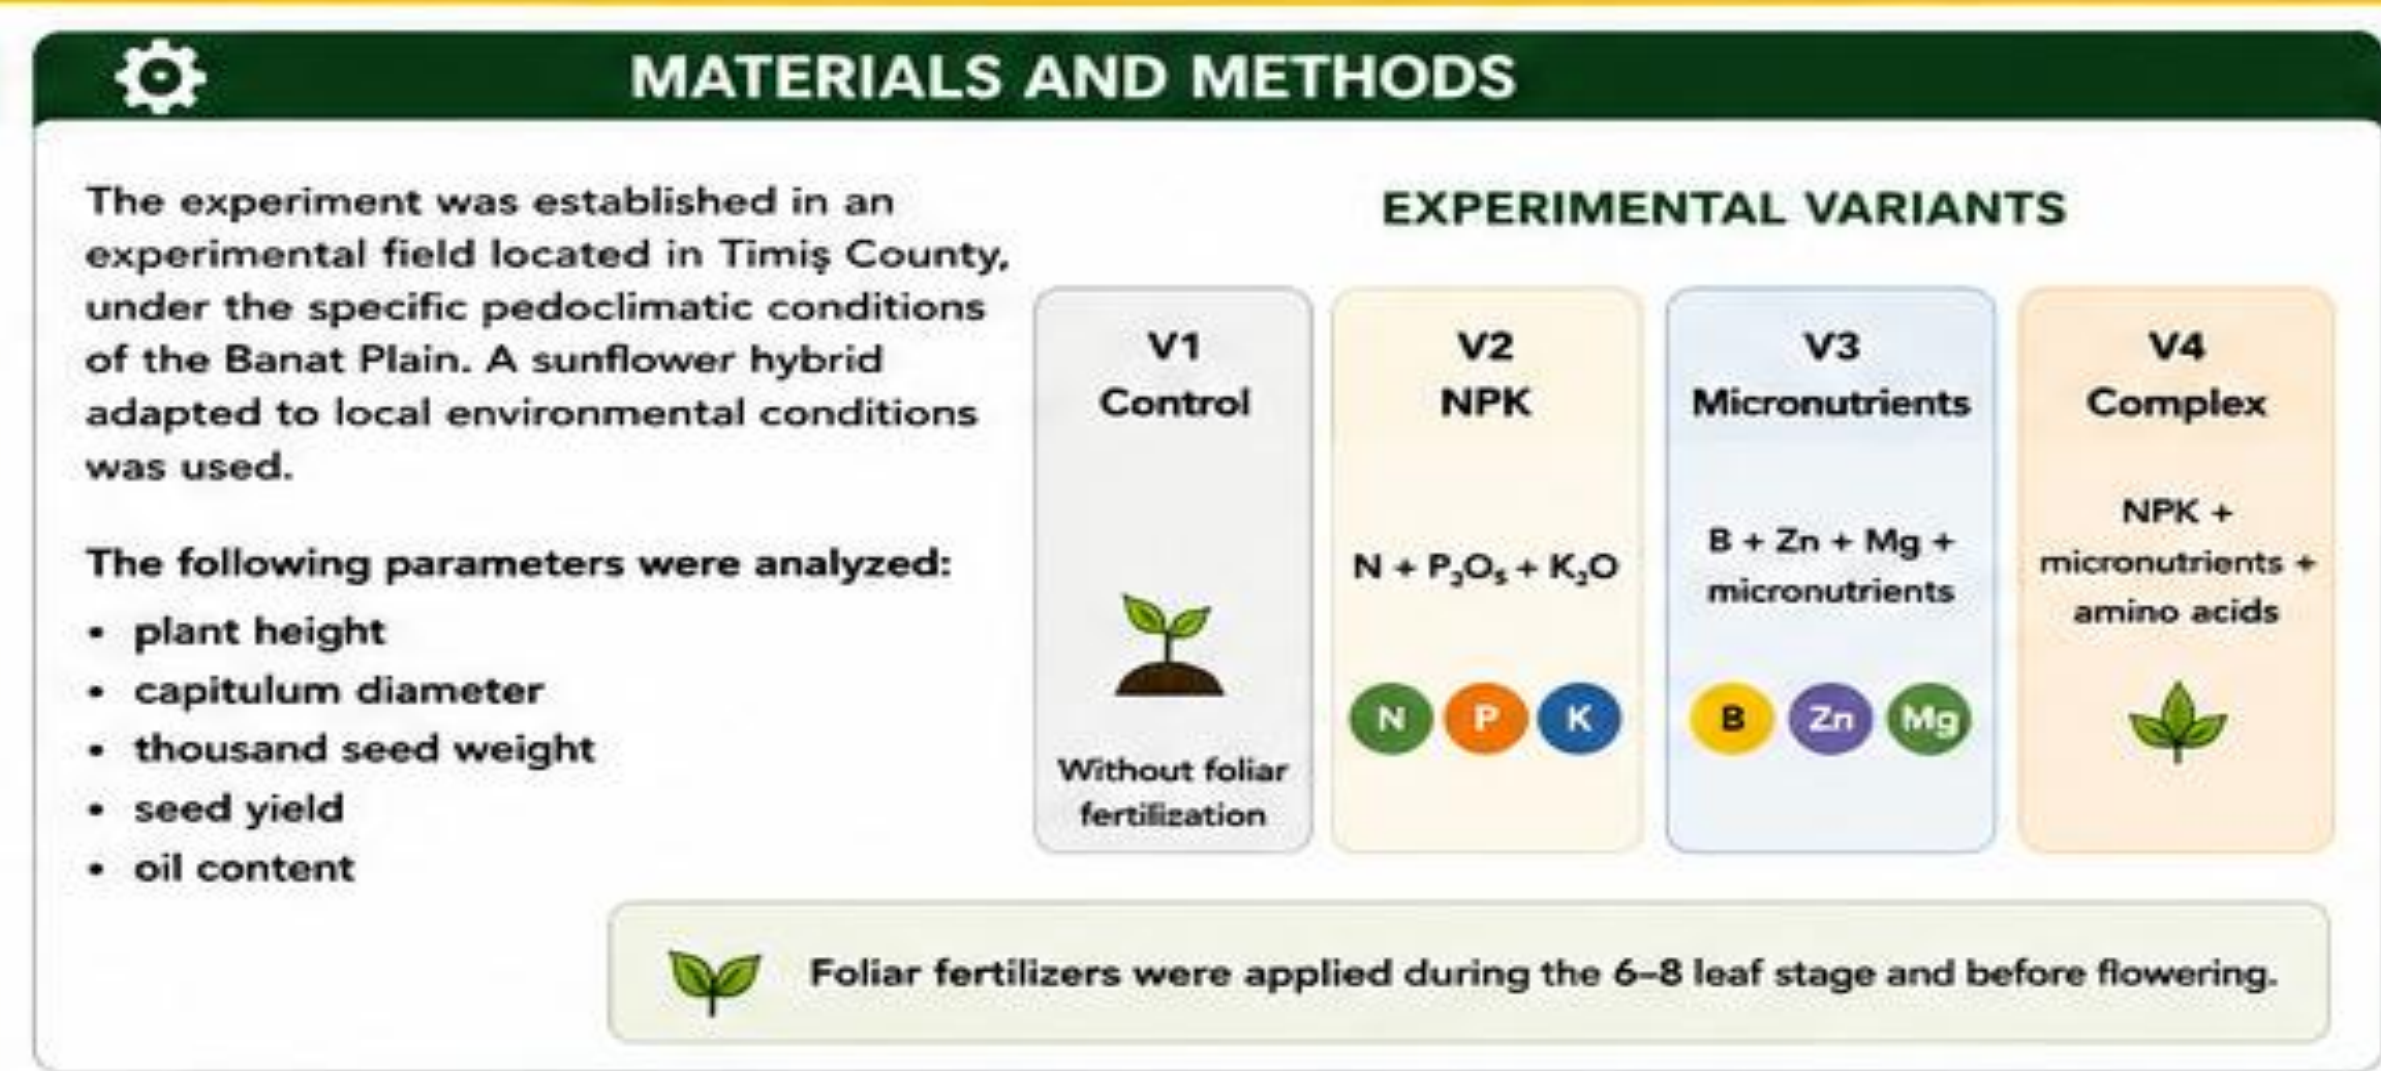 MATERIALS AND METHODS
The experiment was established in an
experimental field located in Timiş County,
under the specific pedoclimatic conditions
of the Banat Plain. A sunflower hybrid
adapted to local environmental conditions
was used.
The following parameters were analyzed:
• plant height
• capitulum diameter
• thousand seed weight
• seed yield
• oil content
EXPERIMENTAL VARIANTS
V1
Control
Without foliar
fertilization
V2
NPK
N + P₂O₅ + K₂O
N P K
V3
Micronutrients
B + Zn + Mg +
micronutrients
B Zn Mg
V4
Complex
NPK +
micronutrients +
amino acids
Foliar fertilizers were applied during the 6–8 leaf stage and before flowering.